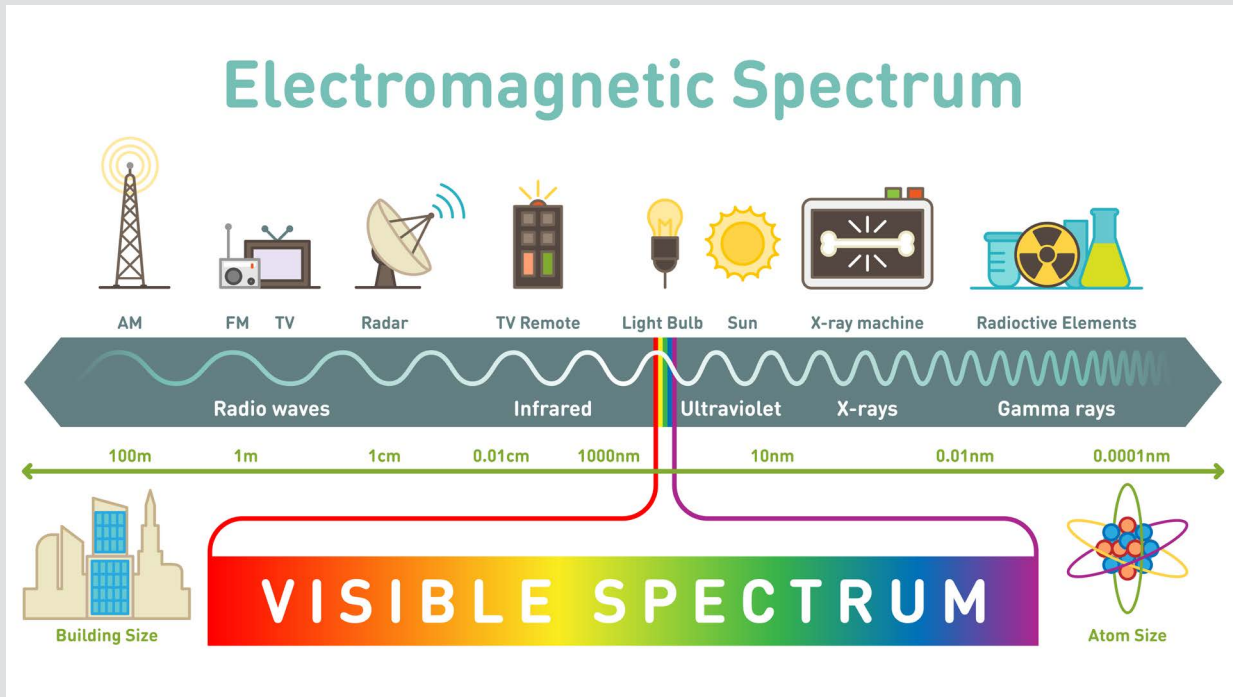 Electromagnetic Spectrum
AM FM TV Radar TV Remote Light Bulb Sun X-ray machine Radioctive Elements
Radio waves Infrared Ultraviolet X-rays Gamma rays
100m 1m 1cm 0.01cm 1000nm 10nm 0.01nm 0.0001nm
VISIBLE SPECTRUM
Building Size Atom Size